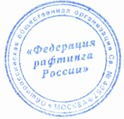 Общероссийская общественная организация
«Федерация
рафтинга
России»
* МОСКВА *